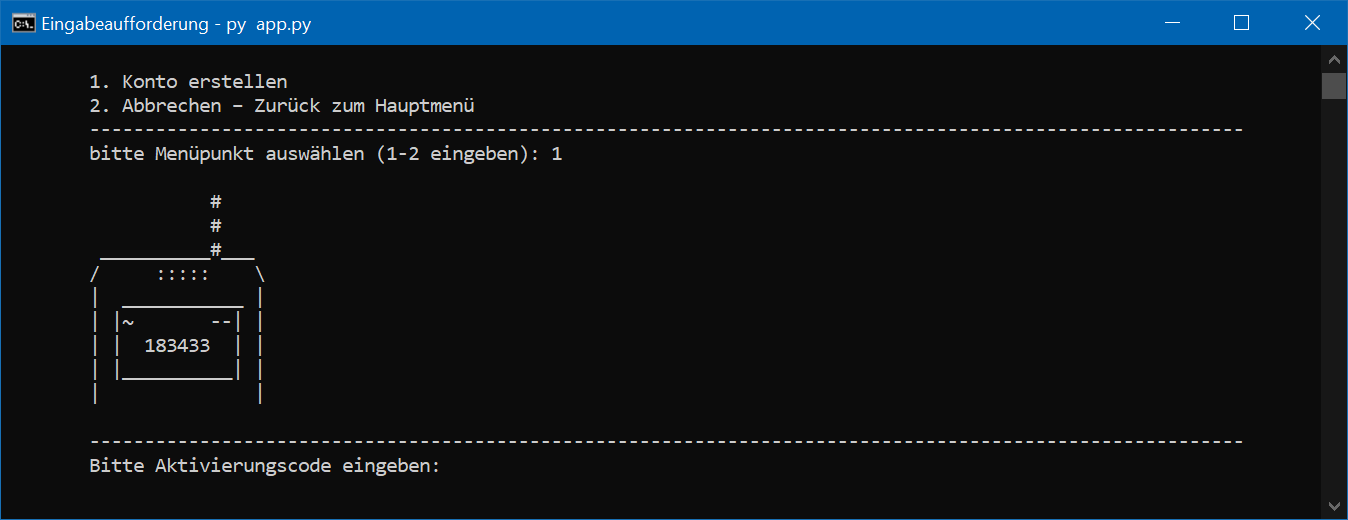 Eingabeaufforderung - py  app.py
1. Konto erstellen
2. Abbrechen – Zurück zum Hauptmenü
---------------------------------------------------------------------------------------------------------
bitte Menüpunkt auswählen (1-2 eingeben): 1
           #
           #
 __________#___
/     :::::    \
|  ___________ |
| |~       --| |
| |  183433  | |
| |__________| |
|              |
---------------------------------------------------------------------------------------------------------
Bitte Aktivierungscode eingeben: